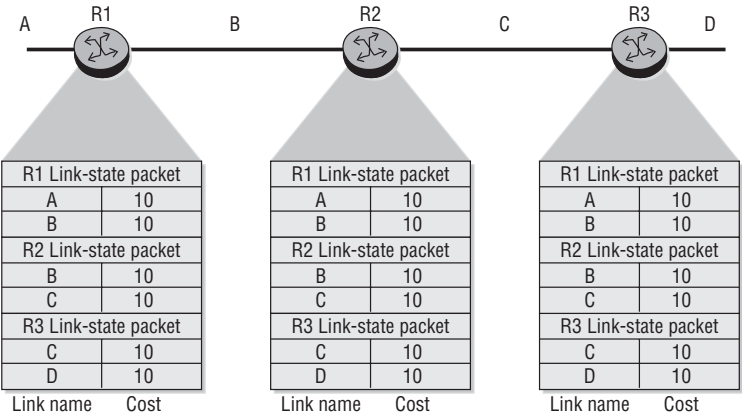 A R1 B R2 C R3 D
R1 Link-state packet
A 10
B 10
R2 Link-state packet
B 10
C 10
R3 Link-state packet
C 10
D 10
Link name Cost
R1 Link-state packet
A 10
B 10
R2 Link-state packet
B 10
C 10
R3 Link-state packet
C 10
D 10
Link name Cost
R1 Link-state packet
A 10
B 10
R2 Link-state packet
B 10
C 10
R3 Link-state packet
C 10
D 10
Link name Cost